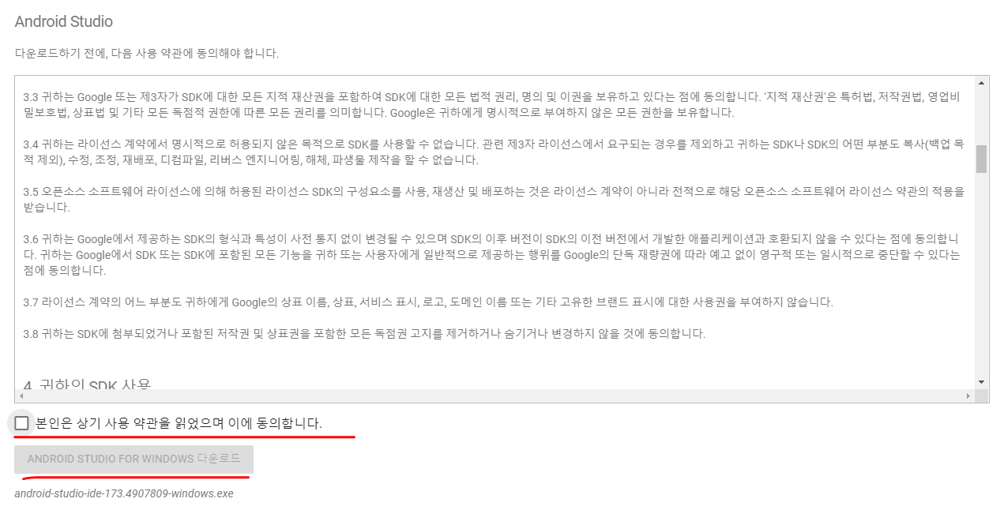 Android Studio
다운로드하기 전에, 다음 사용 약관에 동의해야 합니다.
3.3 귀하는 Google 또는 제3자가 SDK에 대한 모든 지적 재산권을 포함하여 SDK에 대한 모든 법적 권리, 명의 및 이권을 보유하고 있다는 점에 동의합니다. '지적 재산권'은 특허법, 저작권법, 영업비
밀보호법, 상표법 및 기타 모든 독점적 권한에 따른 모든 권리를 의미합니다. Google은 귀하에게 명시적으로 부여하지 않은 모든 권한을 보유합니다.
3.4 귀하는 라이선스 계약에서 명시적으로 허용되지 않은 목적으로 SDK를 사용할 수 없습니다. 관련 제3자 라이선스에서 요구되는 경우를 제외하고 귀하는 SDK나 SDK의 어떤 부분도 복사(백업 목
적 제외), 수정, 조정, 재배포, 디컴파일, 리버스 엔지니어링, 해체, 파생물 제작을 할 수 없습니다.
3.5 오픈소스 소프트웨어 라이선스에 의해 허용된 라이선스 SDK의 구성요소를 사용, 재생산 및 배포하는 것은 라이선스 계약이 아니라 전적으로 해당 오픈소스 소프트웨어 라이선스 약관의 적용을
받습니다.
3.6 귀하는 Google에서 제공하는 SDK의 형식과 특성이 사전 통지 없이 변경될 수 있으며 SDK의 이후 버전이 SDK의 이전 버전에서 개발한 애플리케이션과 호환되지 않을 수 있다는 점에 동의합니
다. 귀하는 Google에서 SDK 또는 SDK에 포함된 모든 기능을 귀하 또는 사용자에게 일반적으로 제공하는 행위를 Google의 단독 재량권에 따라 예고 없이 영구적 또는 일시적으로 중단할 수 있다는
점에 동의합니다.
3.7 라이선스 계약의 어느 부분도 귀하에게 Google의 상표 이름, 상표, 서비스 표시, 로고, 도메인 이름 또는 기타 고유한 브랜드 표시에 대한 사용권을 부여하지 않습니다.
3.8 귀하는 SDK에 첨부되었거나 포함된 저작권 및 상표권을 포함한 모든 독점권 고지를 제거하거나 숨기거나 변경하지 않을 것에 동의합니다.
4. 귀하의 SDK 사용
본인은 상기 사용 약관을 읽었으며 이에 동의합니다.
ANDROID STUDIO FOR WINDOWS 다운로드
android-studio-ide-173.4907809-windows.exe